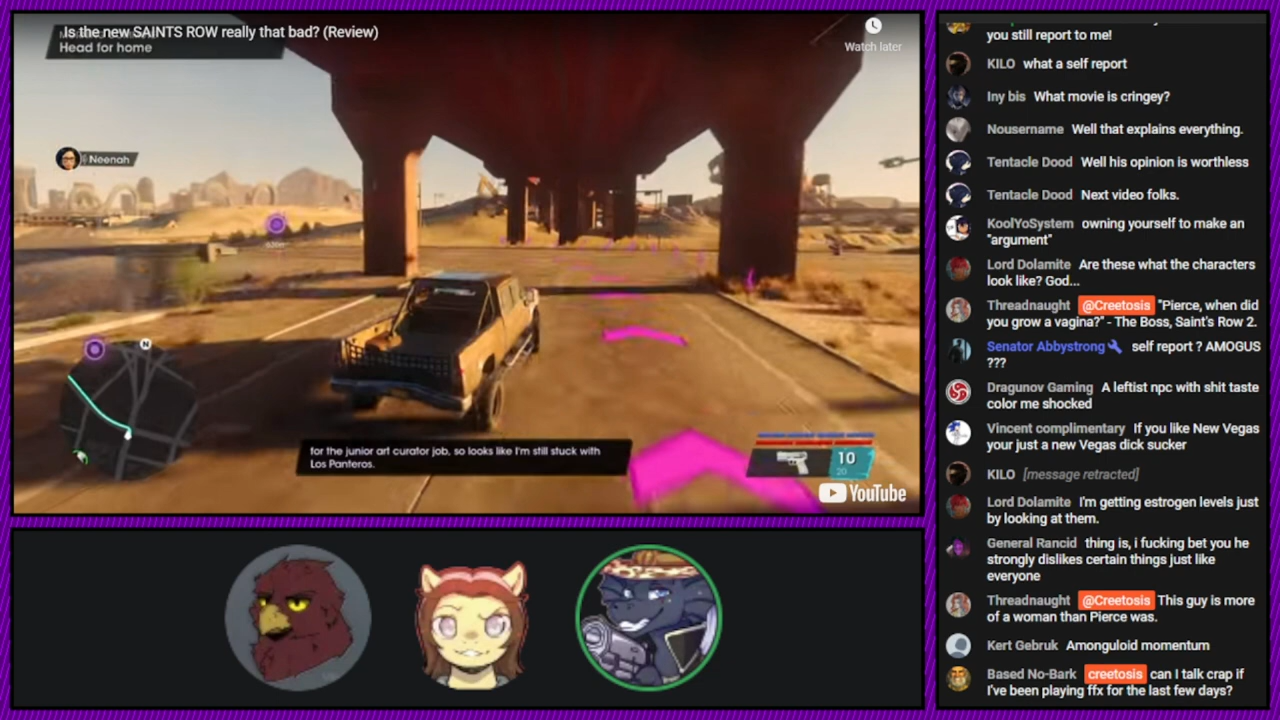 Is the new SAINTS ROW really that bad? (Review)
Head for home
Watch later
Neenah
N
for the junior art curator job, so looks like I'm still stuck with
Los Panteros.
10
20
YouTube
you still report to me!
KILO what a self report
Iny bis What movie is cringey?
Nousername Well that explains everything.
Tentacle Dood Well his opinion is worthless
Tentacle Dood Next video folks.
KoolYoSystem owning yourself to make an
"argument"
Lord Dolamite Are these what the characters
look like? God...
Threadnaught @Creetosis "Pierce, when did
you grow a vagina?" - The Boss, Saint's Row 2.
Senator Abbystrong self report ? AMOGUS
???
Dragunov Gaming A leftist npc with shit taste
color me shocked
Vincent complimentary If you like New Vegas
your just a new Vegas dick sucker
KILO [message retracted]
Lord Dolamite I'm getting estrogen levels just
by looking at them.
General Rancid thing is, i fucking bet you he
strongly dislikes certain things just like
everyone
Threadnaught @Creetosis This guy is more
of a woman than Pierce was.
Kert Gebruk Amonguloid momentum
Based No-Bark creetosis can I talk crap if
I've been playing ffx for the last few days?